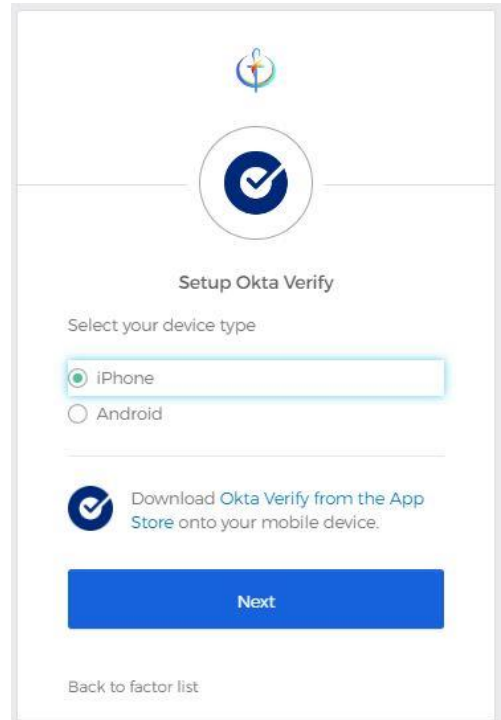 Setup Okta Verify
Select your device type
iPhone
Android
Download Okta Verify from the App
Store onto your mobile device.
Next
Back to factor list